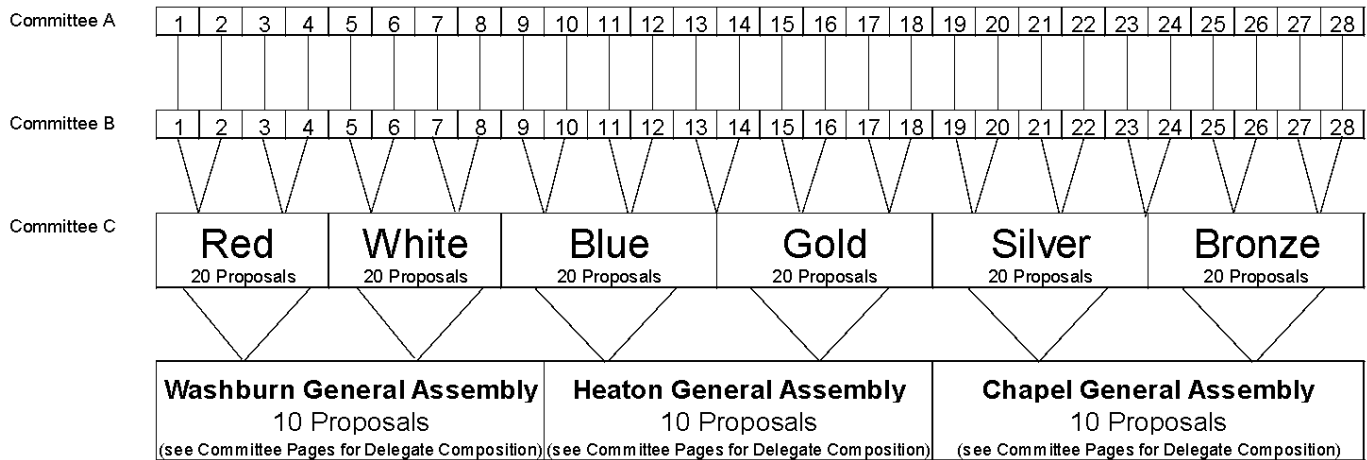 Committee A 1 2 3 4 5 6 7 8 9 10 11 12 13 14 15 16 17 18 19 20 21 22 23 24 25 26 27 28
Committee B 1 2 3 4 5 6 7 8 9 10 11 12 13 14 15 16 17 18 19 20 21 22 23 24 25 26 27 28
Committee C Red White Blue Gold Silver Bronze
20 Proposals 20 Proposals 20 Proposals 20 Proposals 20 Proposals 20 Proposals
Washburn General Assembly Heaton General Assembly Chapel General Assembly
10 Proposals 10 Proposals 10 Proposals
(see Committee Pages for Delegate Composition) (see Committee Pages for Delegate Composition) (see Committee Pages for Delegate Composition)